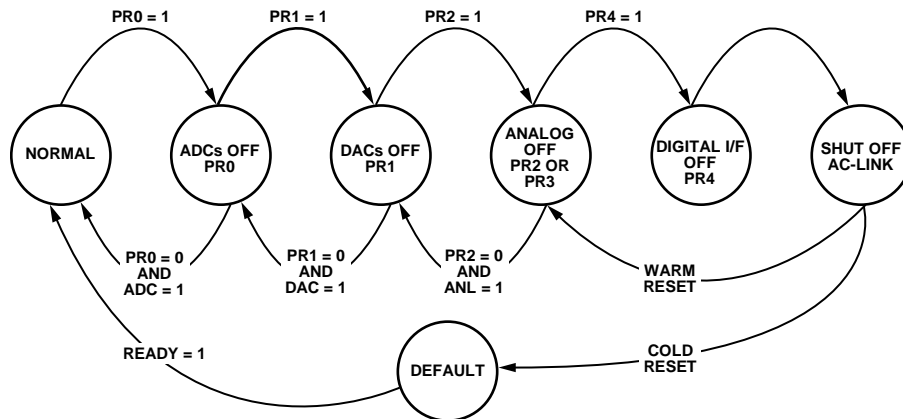 PR0 = 1
PR1 = 1
PR2 = 1
PR4 = 1
NORMAL
ADCs OFF
PR0
DACs OFF
PR1
ANALOG
OFF
PR2 OR
PR3
DIGITAL I/F
OFF
PR4
SHUT OFF
AC-LINK
PR0 = 0
AND
ADC = 1
PR1 = 0
AND
DAC = 1
PR2 = 0
AND
ANL = 1
WARM
RESET
READY = 1
DEFAULT
COLD
RESET